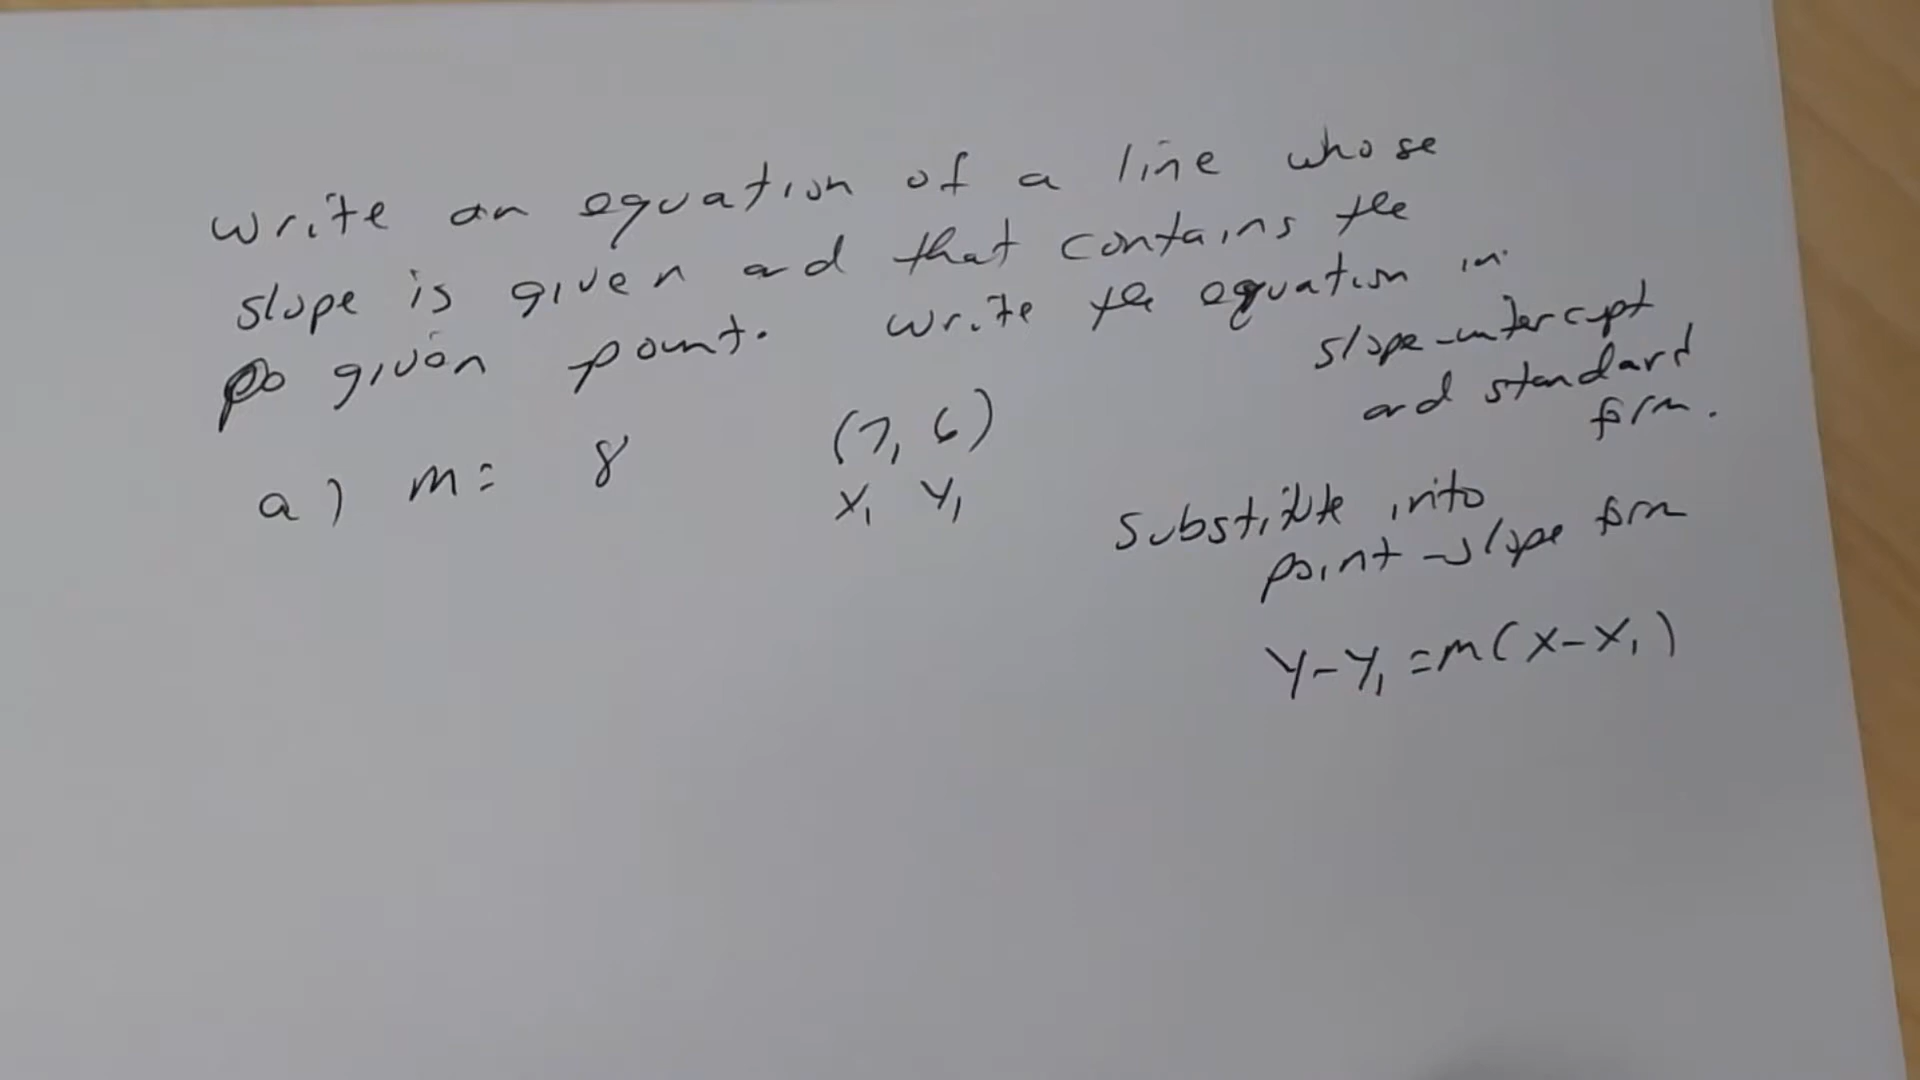 Write an equation of a line whose
slope is given and that contains the
given point. Write the equation in
slope-intercept
and standard
form.
a) m = 8 (7, 6)
x₁ y₁
Substitute into
point-slope form
y-y₁ = m(x-x₁)